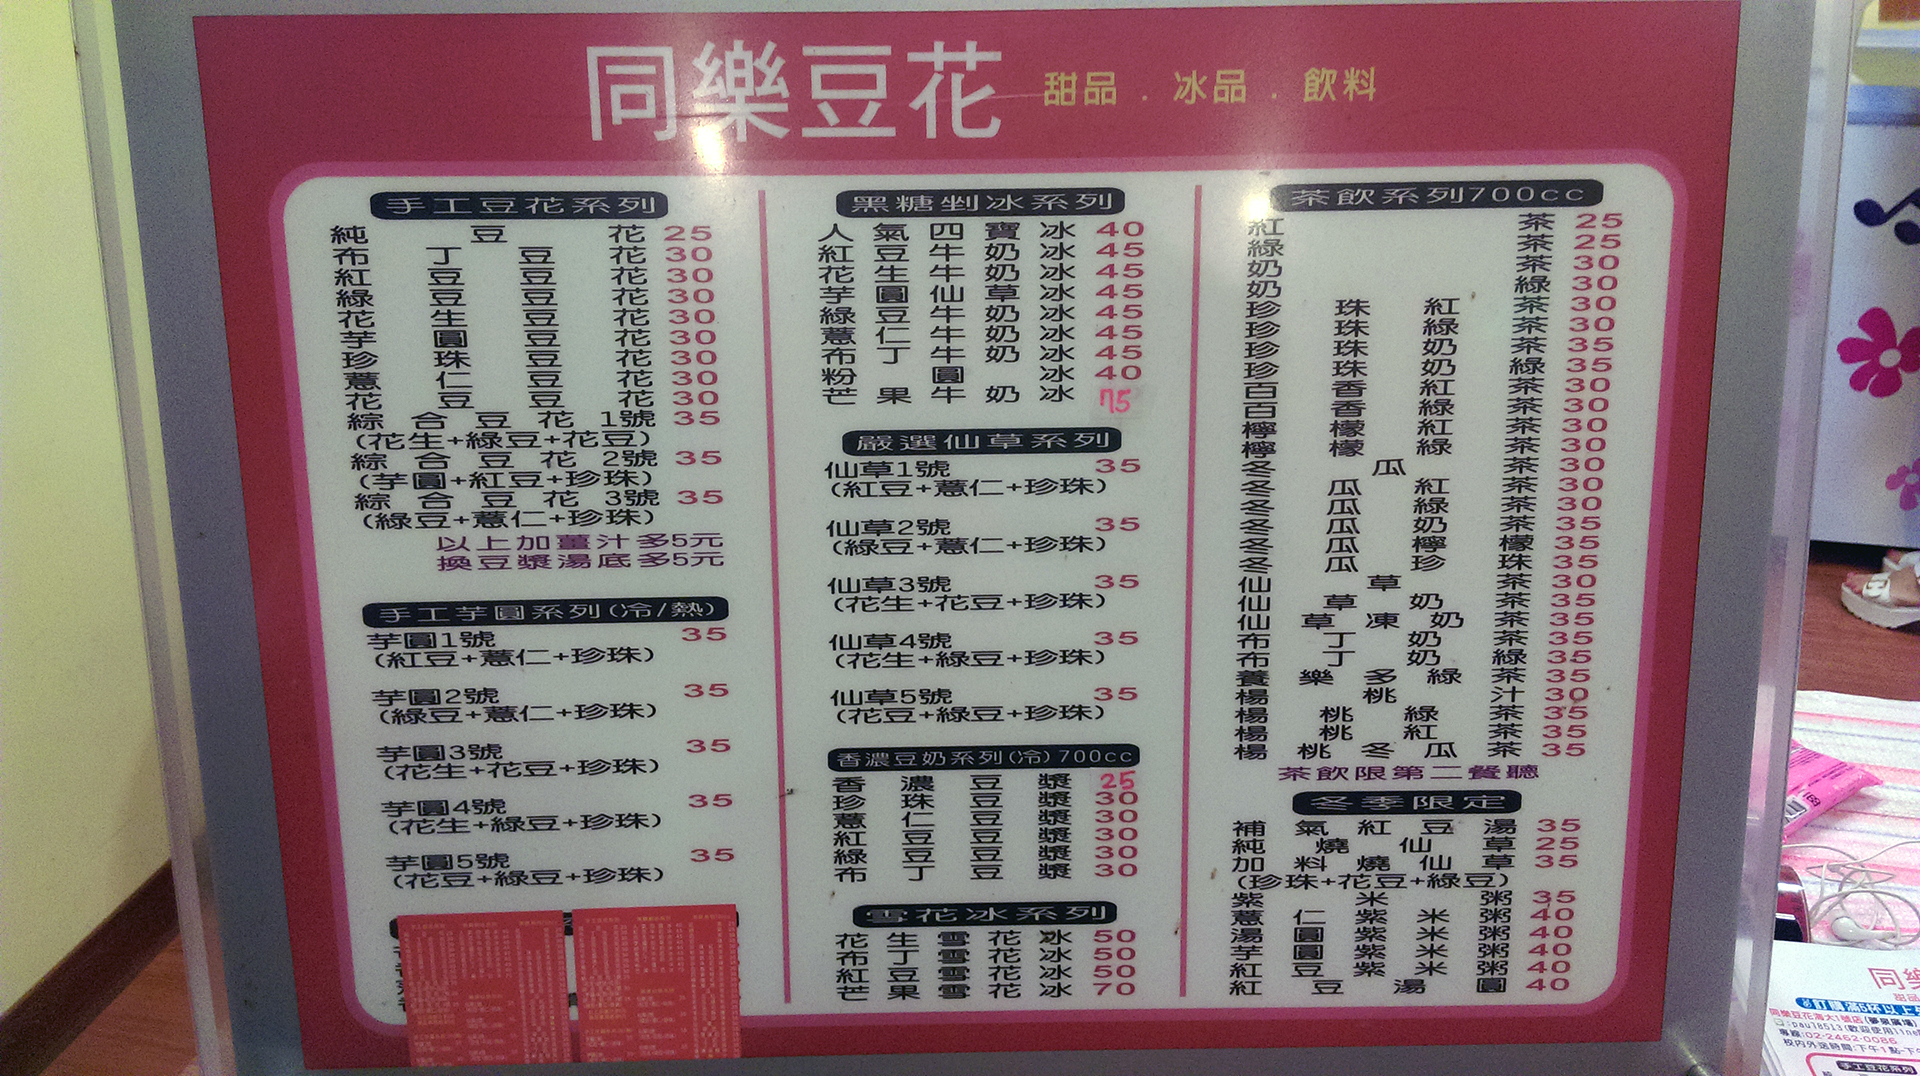 同樂豆花 甜品．冰品．飲料
手工豆花系列
純豆花 25
布丁豆花 30
紅豆豆花 30
綠豆豆花 30
花生豆花 30
芋圓豆花 30
珍珠豆花 30
薏仁豆花 30
花豆豆花 30
綜合豆花1號 35
(花生+綠豆+花豆)
綜合豆花2號 35
(芋圓+紅豆+珍珠)
綜合豆花3號 35
(綠豆+薏仁+珍珠)
以上加薑汁多5元
換豆漿湯底多5元
手工芋圓系列(冷/熱)
芋圓1號 35
(紅豆+薏仁+珍珠)
芋圓2號 35
(綠豆+薏仁+珍珠)
芋圓3號 35
(花生+花豆+珍珠)
芋圓4號 35
(花生+綠豆+珍珠)
芋圓5號 35
(花豆+綠豆+珍珠)
黑糖剉冰系列
人氣四寶冰 40
紅豆牛奶冰 45
花生牛奶冰 45
芋圓仙草冰 45
綠豆牛奶冰 45
薏仁牛奶冰 45
布丁牛奶冰 45
粉圓冰 40
芒果牛奶冰 75
嚴選仙草系列
仙草1號 35
(紅豆+薏仁+珍珠)
仙草2號 35
(綠豆+薏仁+珍珠)
仙草3號 35
(花生+花豆+珍珠)
仙草4號 35
(花生+綠豆+珍珠)
仙草5號 35
(花豆+綠豆+珍珠)
香濃豆奶系列(冷)700cc
香濃豆漿 25
珍珠豆漿 30
薏仁豆漿 30
紅豆豆漿 30
綠豆豆漿 30
布丁豆漿 30
雪花冰系列
花生雪花冰 50
布丁雪花冰 50
紅豆雪花冰 50
芒果雪花冰 70
茶飲系列700cc
紅茶 25
綠茶 25
奶茶 30
奶綠 30
珍珠紅茶 30
珍珠綠茶 30
珍珠奶茶 35
珍珠奶綠 35
百香紅茶 30
百香綠茶 30
檸檬紅茶 30
檸檬綠茶 30
冬瓜茶 30
冬瓜紅茶 30
冬瓜綠茶 30
冬瓜奶茶 35
冬瓜檸檬 35
冬瓜珍珠 35
仙草茶 30
仙草奶茶 35
仙草凍奶茶 35
布丁奶茶 35
布丁奶綠 35
養樂多綠茶 35
楊桃汁 30
楊桃綠茶 35
楊桃紅茶 35
楊桃冬瓜茶 35
茶飲限第二餐聽
冬季限定
補氣紅豆湯 35
純燒仙草 25
加料燒仙草 35
(珍珠+花豆+綠豆)
紫米粥 35
薏仁紫米粥 40
湯圓紫米粥 40
芋圓紫米粥 40
紅豆紫米粥 40
紅豆湯圓 40